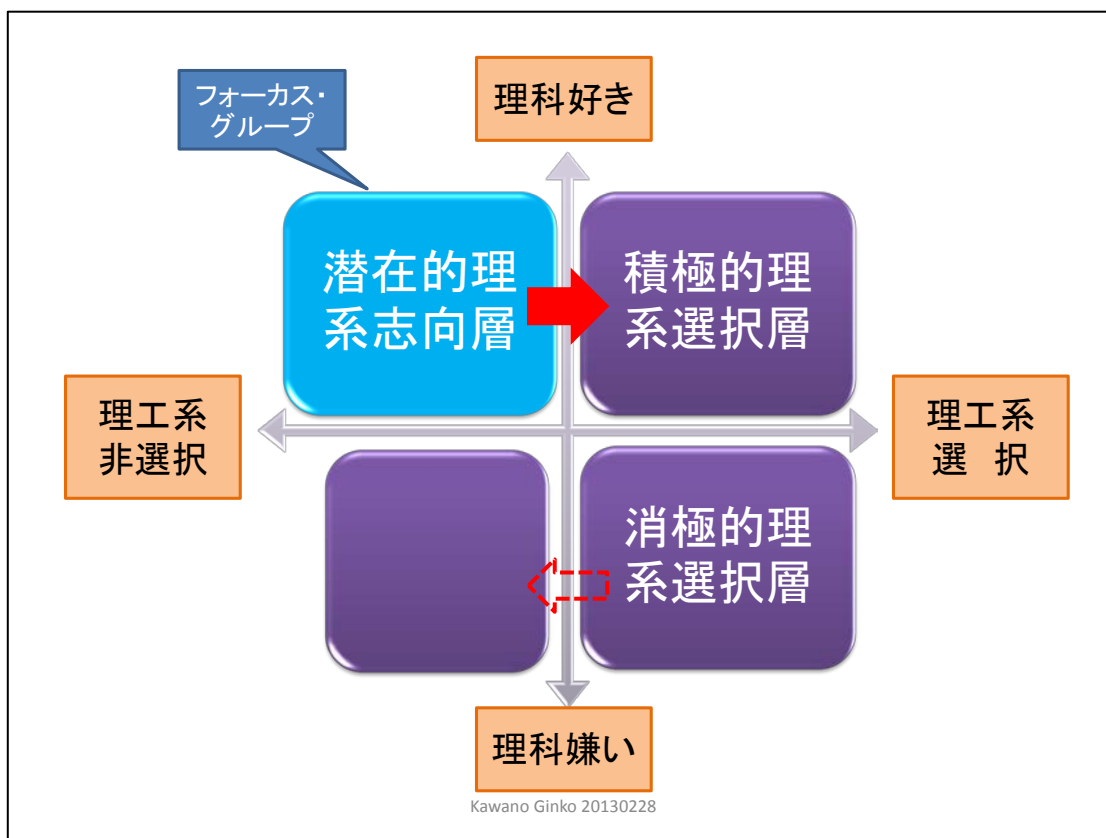 フォーカス・
グループ
理科好き
潜在的理
系志向層
積極的理
系選択層
理工系
非選択
理工系
選　択
消極的理
系選択層
理科嫌い
Kawano Ginko 20130228